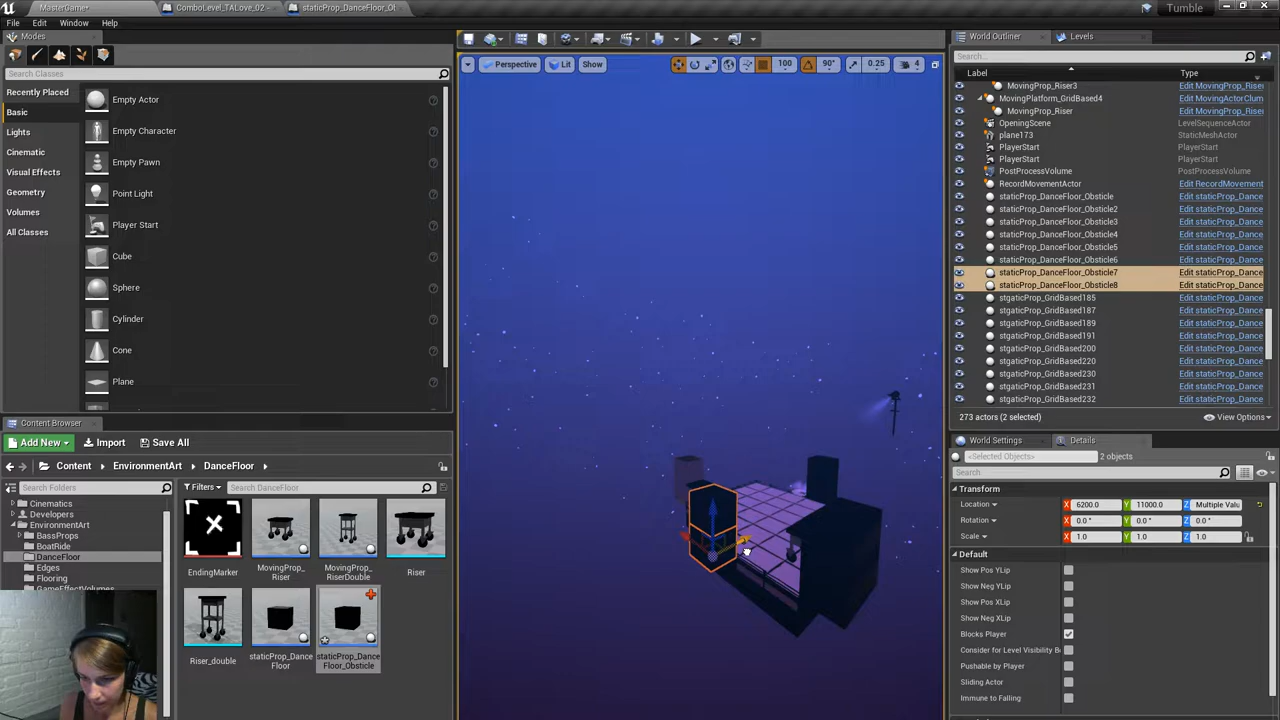 MasterGame*
ComboLevel_TALove_02
staticProp_DanceFloor_Ob
Tumble
File
Edit
Window
Help
Modes
Search Classes
Recently Placed
Basic
Lights
Cinematic
Visual Effects
Geometry
Volumes
All Classes
Empty Actor
Empty Character
Empty Pawn
Point Light
Player Start
Cube
Sphere
Cylinder
Cone
Plane
Perspective
Lit
Show
100
90°
0.25
4
World Outliner
Levels
Search...
Label
Type
MovingProp_Riser3
Edit MovingProp_Rise
MovingPlatform_GridBased4
Edit MovingActorClum
MovingProp_Riser
Edit MovingProp_Rise
OpeningScene
LevelSequenceActor
plane173
StaticMeshActor
PlayerStart
PlayerStart
PlayerStart
PlayerStart
PostProcessVolume
PostProcessVolume
RecordMovementActor
Edit RecordMovement
staticProp_DanceFloor_Obsticle
Edit staticProp_Dance
staticProp_DanceFloor_Obsticle2
Edit staticProp_Dance
staticProp_DanceFloor_Obsticle3
Edit staticProp_Dance
staticProp_DanceFloor_Obsticle4
Edit staticProp_Dance
staticProp_DanceFloor_Obsticle5
Edit staticProp_Dance
staticProp_DanceFloor_Obsticle6
Edit staticProp_Dance
staticProp_DanceFloor_Obsticle7
Edit staticProp_Dance
staticProp_DanceFloor_Obsticle8
Edit staticProp_Dance
stgaticProp_GridBased185
Edit staticProp_Dance
stgaticProp_GridBased187
Edit staticProp_Dance
stgaticProp_GridBased189
Edit staticProp_Dance
stgaticProp_GridBased191
Edit staticProp_Dance
stgaticProp_GridBased200
Edit staticProp_Dance
stgaticProp_GridBased220
Edit staticProp_Dance
stgaticProp_GridBased230
Edit staticProp_Dance
stgaticProp_GridBased231
Edit staticProp_Dance
stgaticProp_GridBased232
Edit staticProp_Dance
273 actors (2 selected)
View Options
Content Browser
Add New
Import
Save All
Content
EnvironmentArt
DanceFloor
Search Folders
Filters
Search DanceFloor
Cinematics
Developers
EnvironmentArt
BassProps
BoatRide
DanceFloor
Edges
Flooring
GameEffectVolumes
EndingMarker
MovingProp_
Riser
MovingProp_
RiserDouble
Riser
Riser_double
staticProp_Dance
Floor
staticProp_Dance
Floor_Obsticle
World Settings
Details
<Selected Objects>
2 objects
Search
Transform
Location
X 6200.0
Y 11000.0
Z Multiple Valu
Rotation
X 0.0 °
Y 0.0 °
Z 0.0 °
Scale
X 1.0
Y 1.0
Z 1.0
Default
Show Pos YLip
Show Neg YLip
Show Pos XLip
Show Neg XLip
Blocks Player
Consider for Level Visibility B
Pushable by Player
Sliding Actor
Immune to Falling